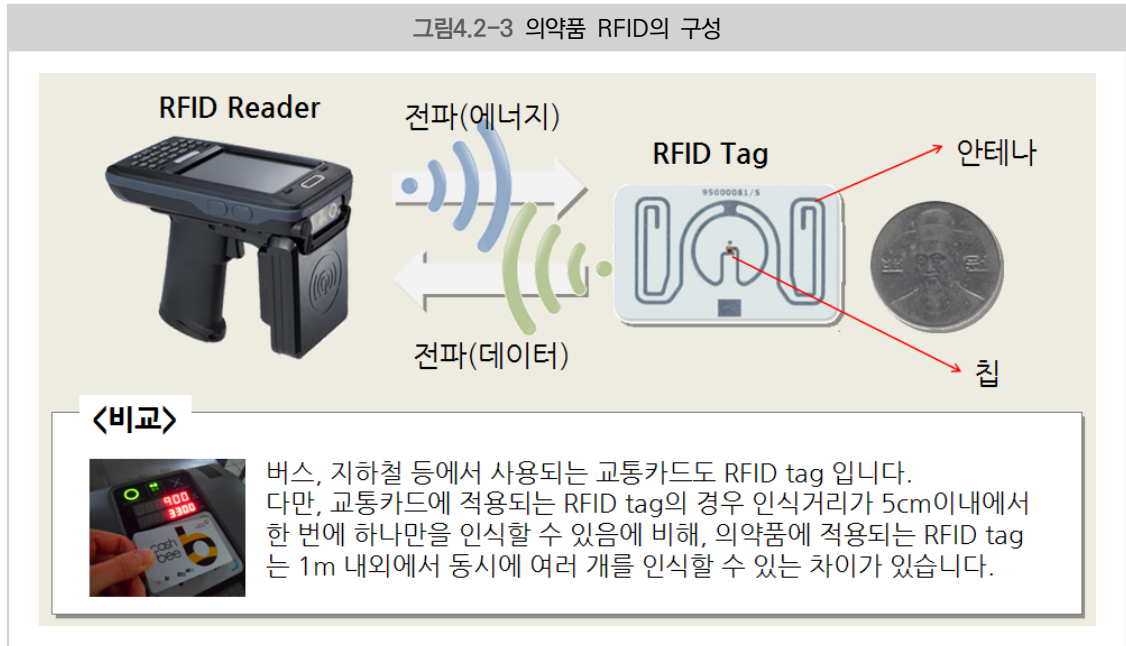 그림4.2-3 의약품 RFID의 구성
RFID Reader
전파(에너지)
RFID Tag
안테나
95000081/5
백 원
전파(데이터)
칩
<비교>
900
3300
cash
bee
b
버스, 지하철 등에서 사용되는 교통카드도 RFID tag 입니다.
다만, 교통카드에 적용되는 RFID tag의 경우 인식거리가 5cm이내에서
한 번에 하나만을 인식할 수 있음에 비해, 의약품에 적용되는 RFID tag
는 1m 내외에서 동시에 여러 개를 인식할 수 있는 차이가 있습니다.